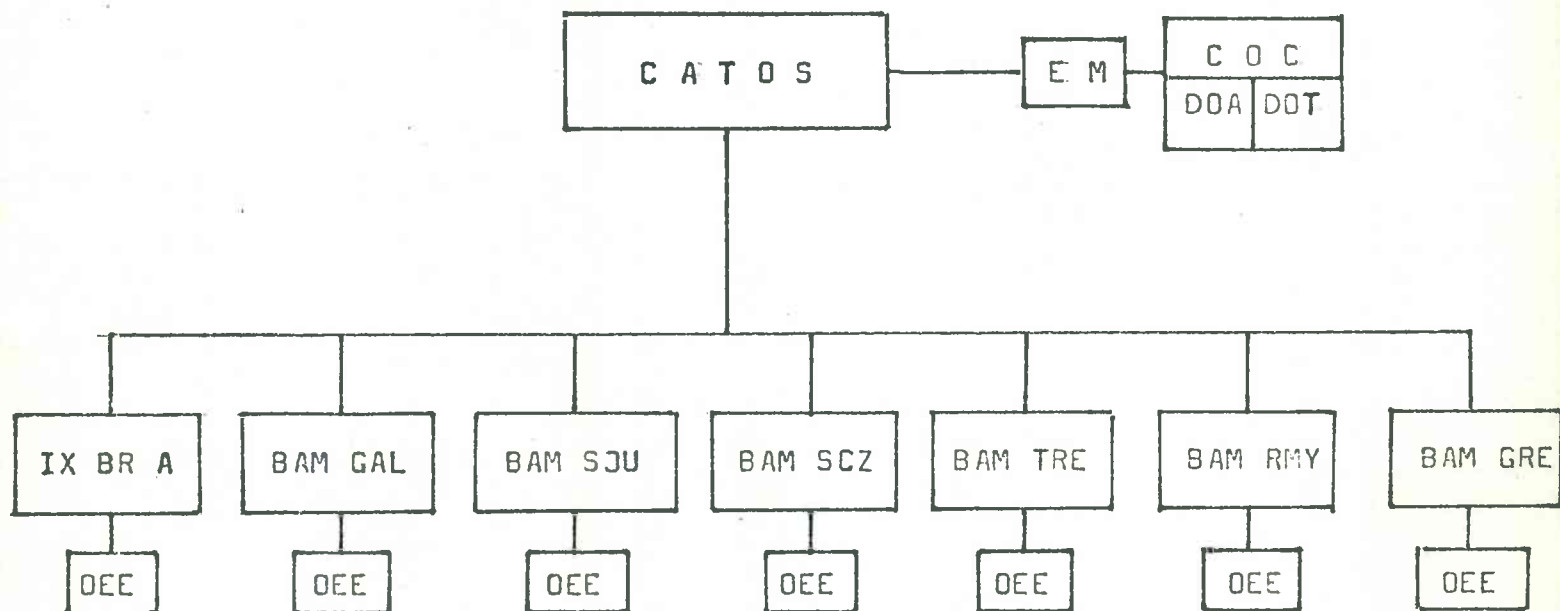 C A T O S
E M
C O C
DOA DOT
IX BR A
BAM GAL
BAM SJU
BAM SCZ
BAM TRE
BAM RMY
BAM GRE
OEE
OEE
OEE
OEE
OEE
OEE
OEE